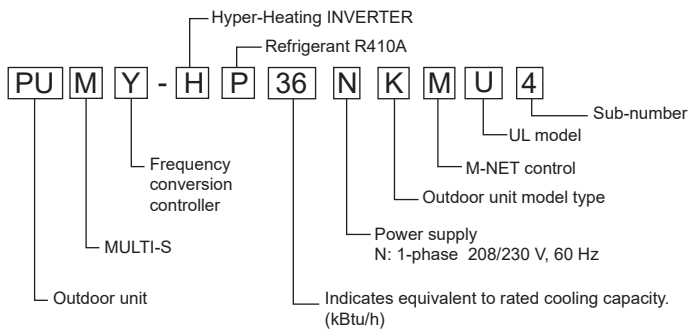 Hyper-Heating INVERTER
Refrigerant R410A
PU M Y - H P 36 N K M U 4
Sub-number
UL model
M-NET control
Outdoor unit model type
Frequency
conversion
controller
Power supply
N: 1-phase 208/230 V, 60 Hz
MULTI-S
Outdoor unit
Indicates equivalent to rated cooling capacity.
(kBtu/h)